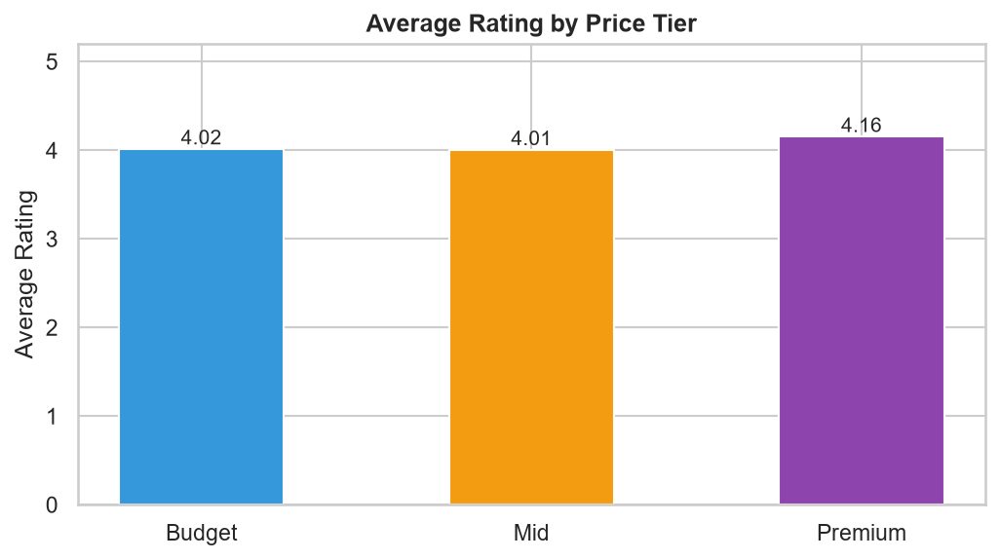 Average Rating by Price Tier
Average Rating
5
4
3
2
1
0
4.02
4.01
4.16
Budget
Mid
Premium